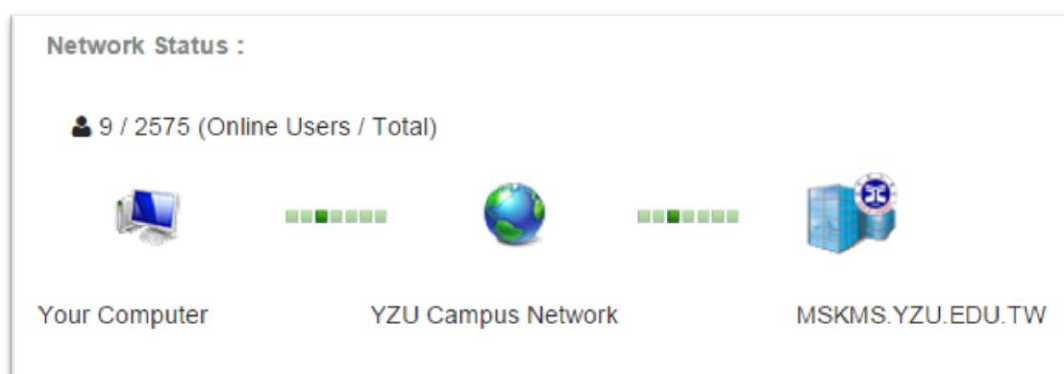 Network Status :
9 / 2575 (Online Users / Total)
Your Computer
YZU Campus Network
MSKMS.YZU.EDU.TW